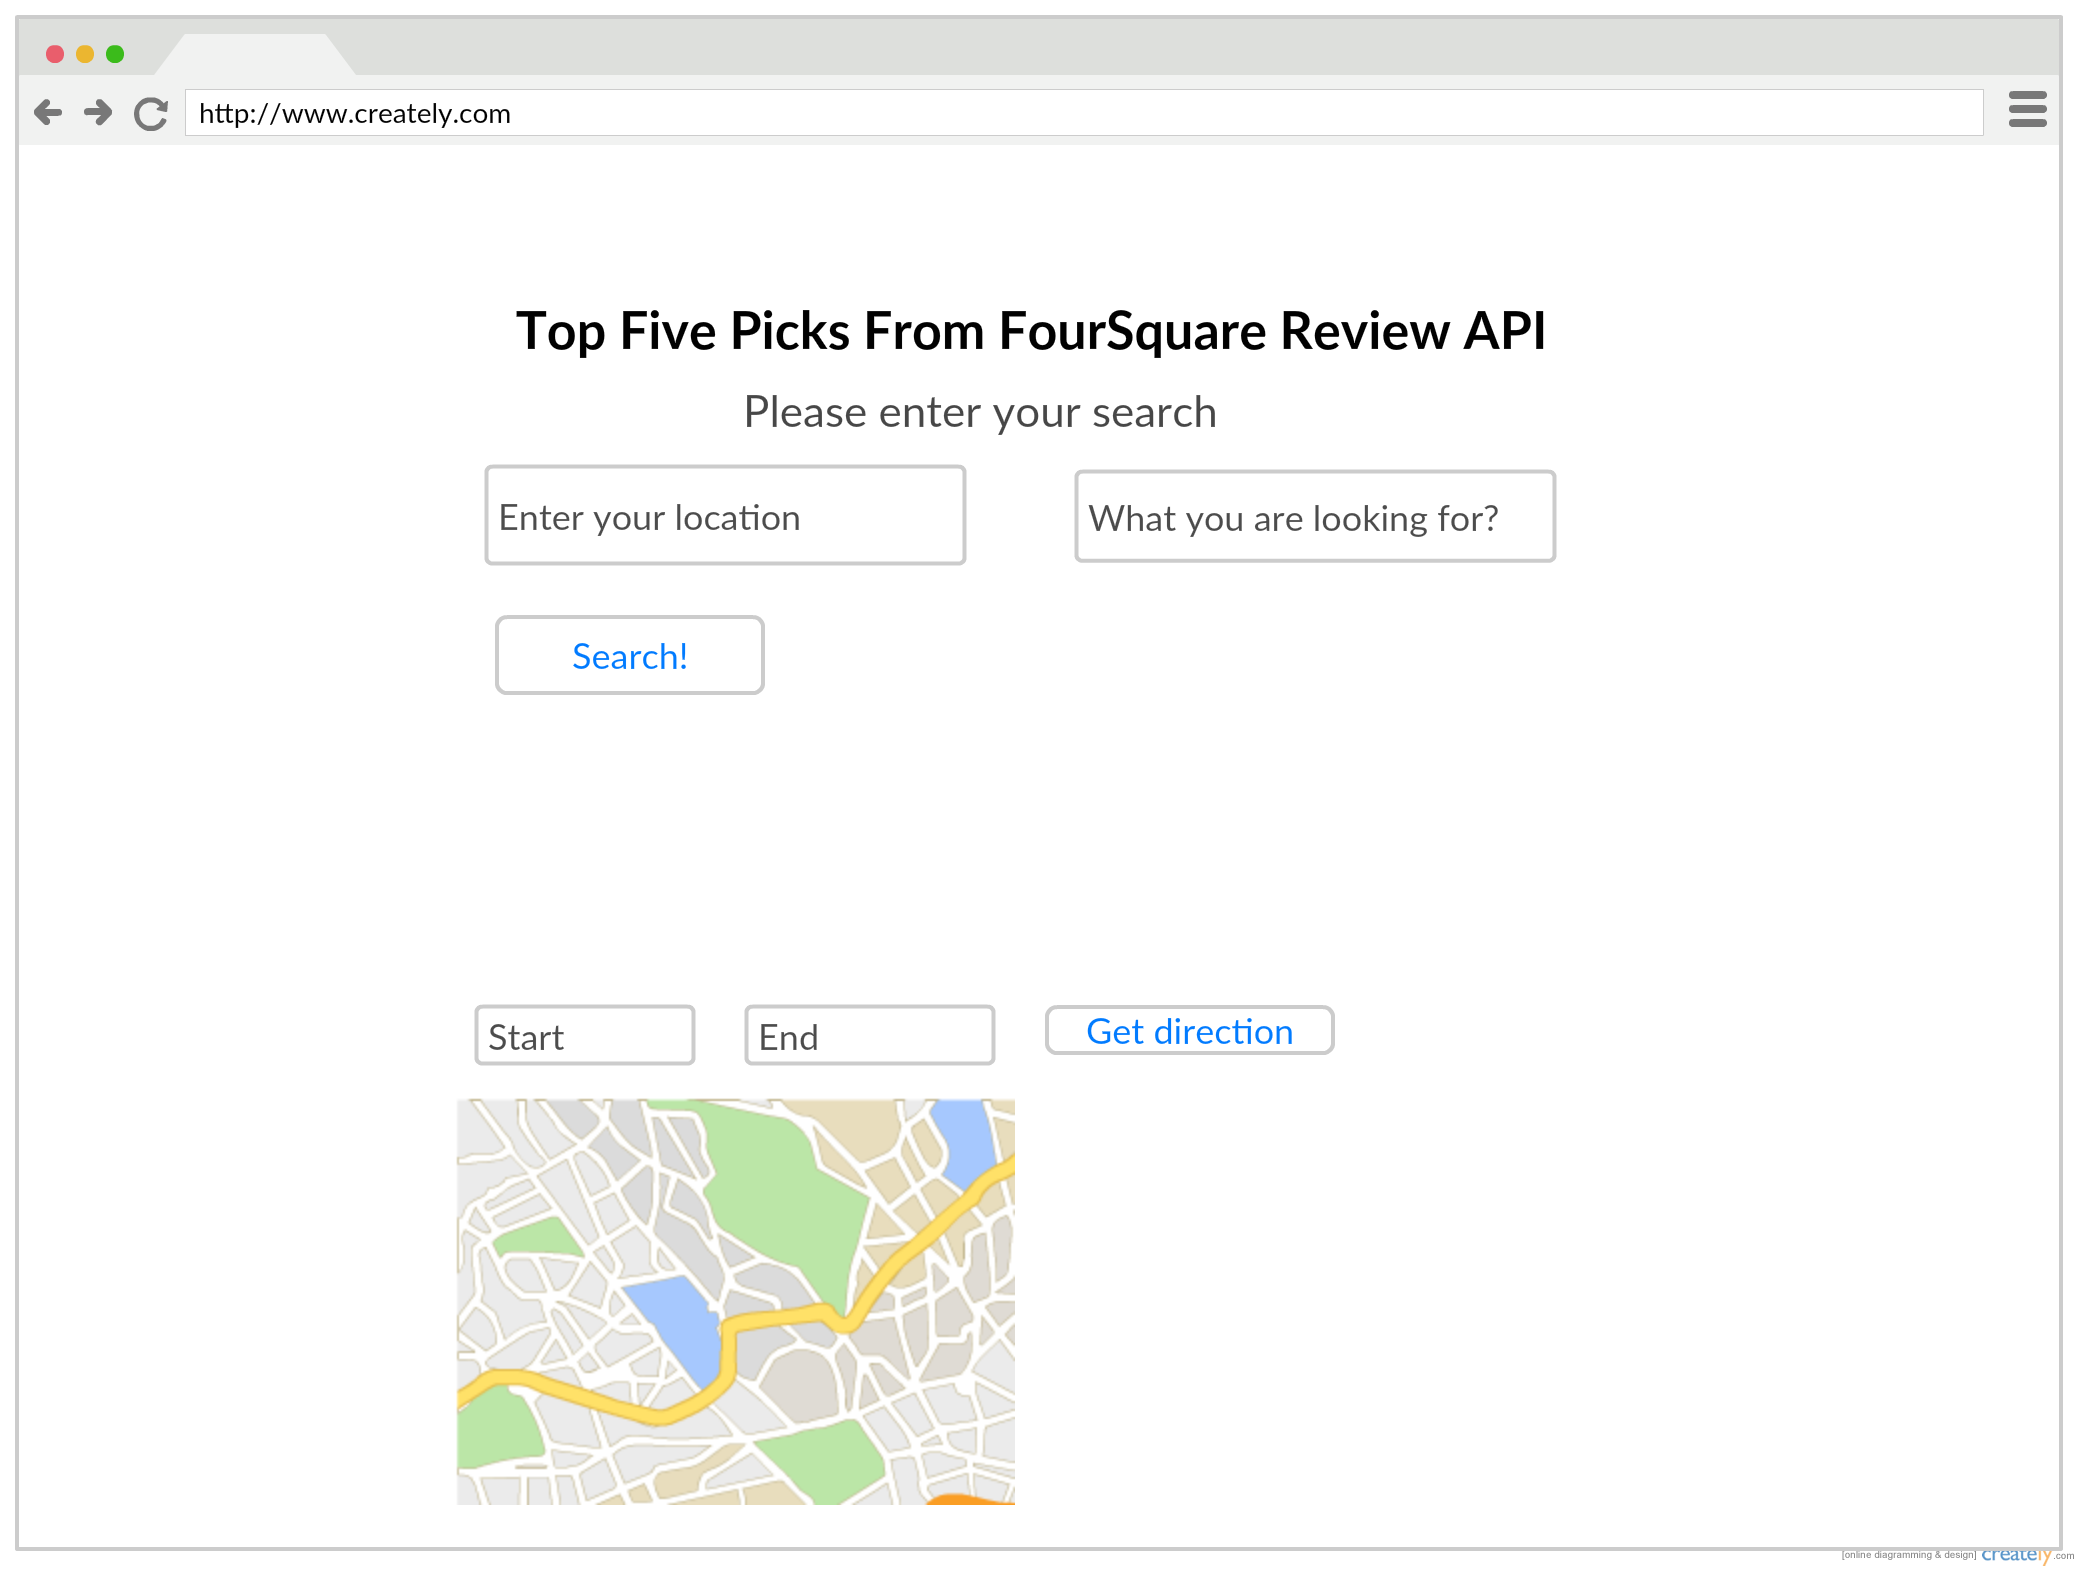 http://www.creately.com
Top Five Picks From FourSquare Review API
Please enter your search
Enter your location
What you are looking for?
Search!
Start
End
Get direction
[online diagramming & design] creately.com